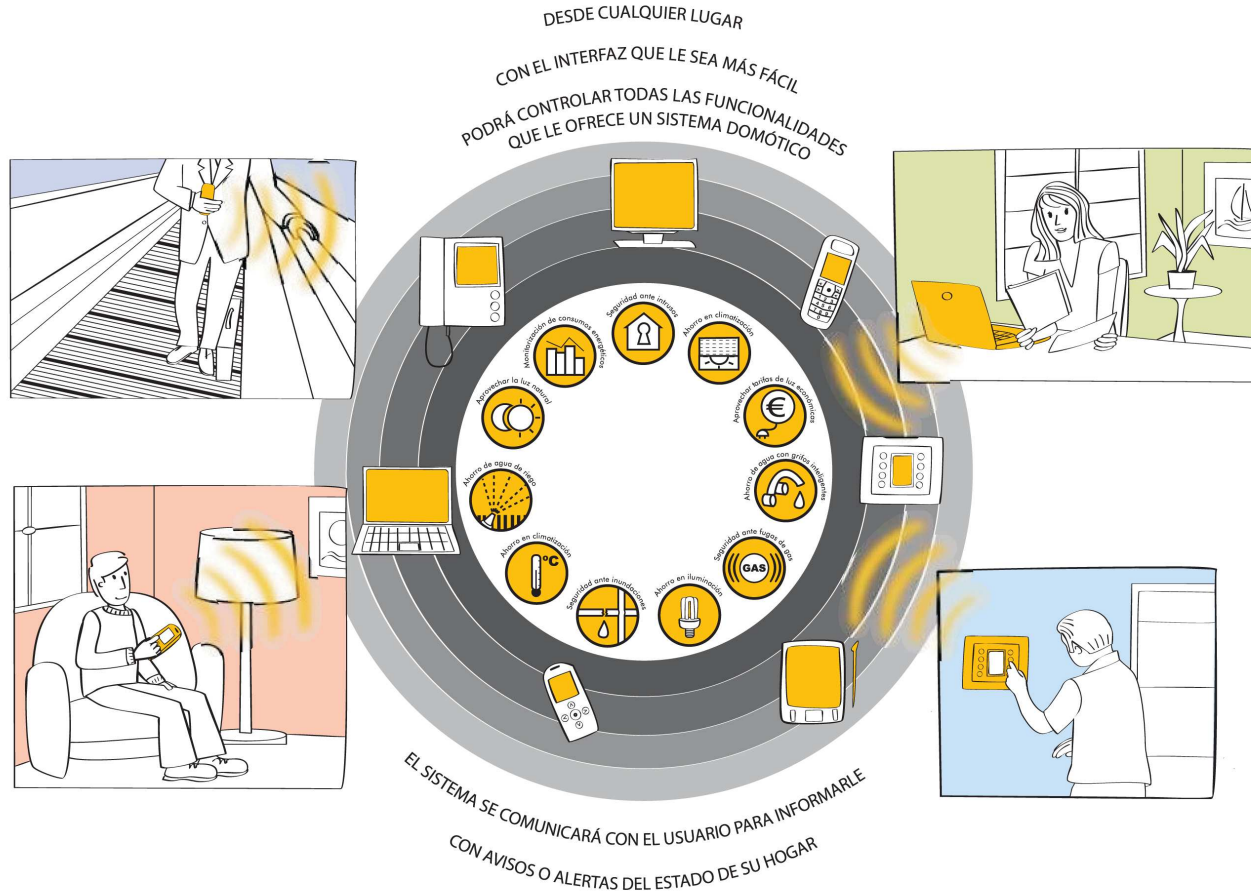 DESDE CUALQUIER LUGAR
CON EL INTERFAZ QUE LE SEA MÁS FÁCIL
PODRÁ CONTROLAR TODAS LAS FUNCIONALIDADES
QUE LE OFRECE UN SISTEMA DOMÓTICO
Seguridad ante intrusos
Ahorro en climatización
Aprovechar tarifas de luz económicas
€
Ahorro de agua con grifos inteligentes
Seguridad ante fugas de gas
GAS
Ahorro en iluminación
Seguridad ante inundaciones
Ahorro en climatización
°C
Ahorro de agua de riego
Aprovechar la luz natural
Monitorización de consumos energéticos
EL SISTEMA SE COMUNICARÁ CON EL USUARIO PARA INFORMARLE
CON AVISOS O ALERTAS DEL ESTADO DE SU HOGAR